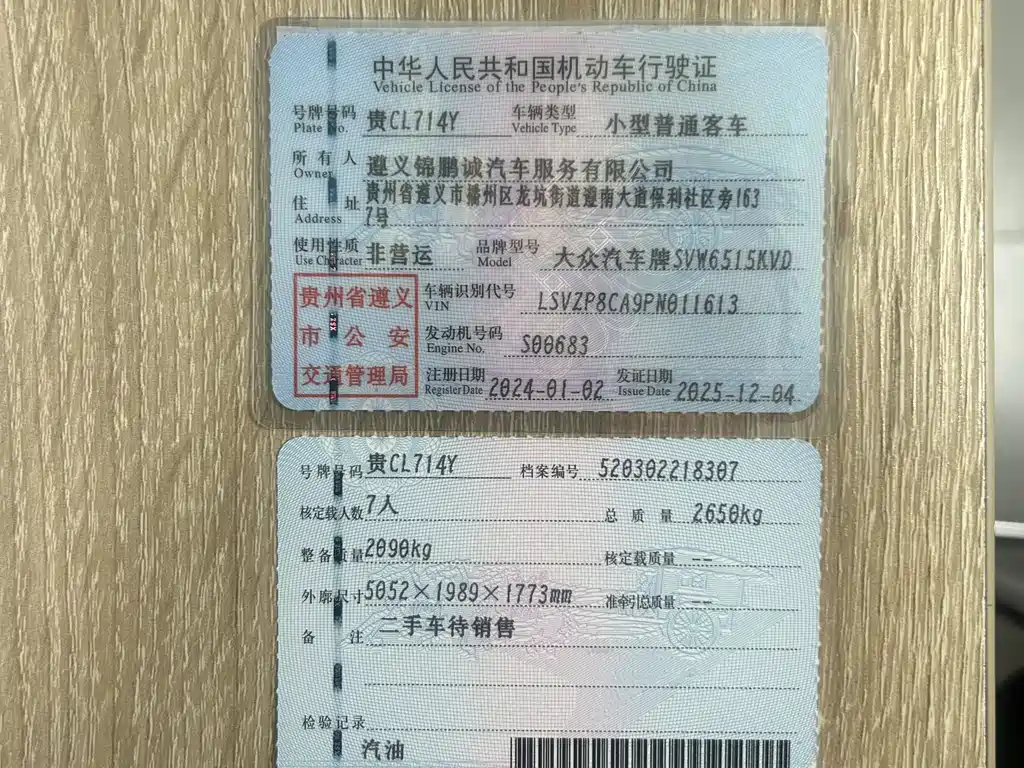 中华人民共和国机动车行驶证
Vehicle License of the People's Republic of China
号牌号码 贵CL714Y 车辆类型 小型普通客车
Plate No. Vehicle Type
所有人 遵义锦鹏诚汽车服务有限公司
Owner
住址 贵州省遵义市播州区龙坑街道遵南大道保利社区旁163
Address 7号
使用性质 非营运 品牌型号 大众汽车牌SVW6515KVD
Use Character Model
贵州省遵义
市公安
交通管理局
车辆识别代号 LSVZP8CA9PN011613
VIN
发动机号码 S00683
Engine No.
注册日期 2024-01-02 发证日期 2025-12-04
Register Date Issue Date
号牌号码 贵CL714Y 档案编号 520302218307
核定载人数 7人 总质量 2650kg
整备质量 2090kg 核定载质量 --
外廓尺寸 5052×1989×1773mm 准牵引总质量 --
备注 二手车待销售
检验记录
汽油